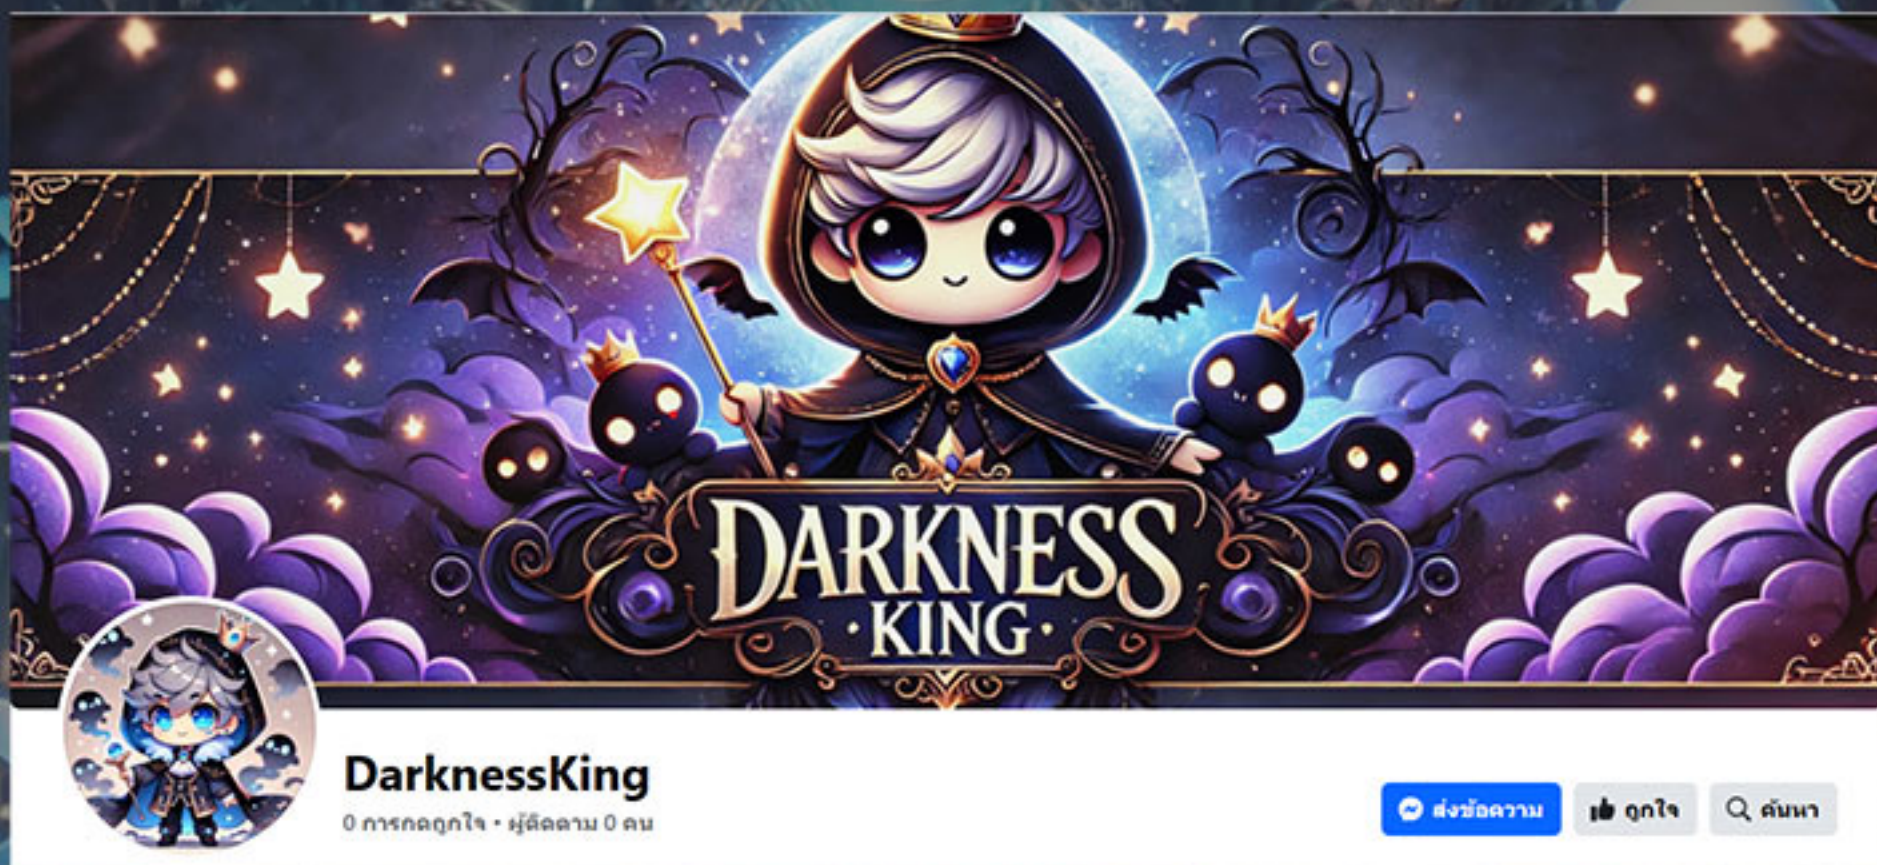 DARKNESS
· KING ·
DarknessKing
0 การกดถูกใจ • ผู้ติดตาม 0 คน
ส่งข้อความ
ถูกใจ
ค้นหา